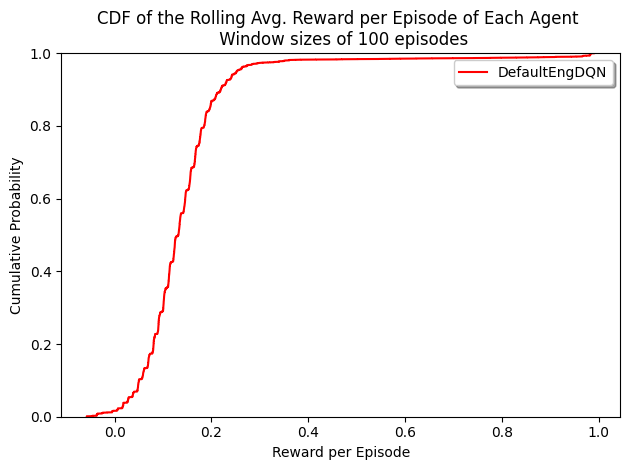 CDF of the Rolling Avg. Reward per Episode of Each Agent
Window sizes of 100 episodes
DefaultEngDQN
Cumulative Probability
1.0
0.8
0.6
0.4
0.2
0.0
0.0 0.2 0.4 0.6 0.8 1.0
Reward per Episode